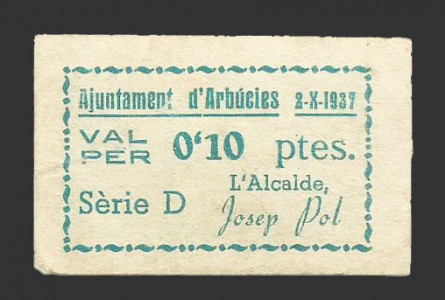 Ajuntament d'Arbúcies 2-X-1937
VAL PER 0'10 ptes.
Sèrie D L'Alcalde,
Josep Pol